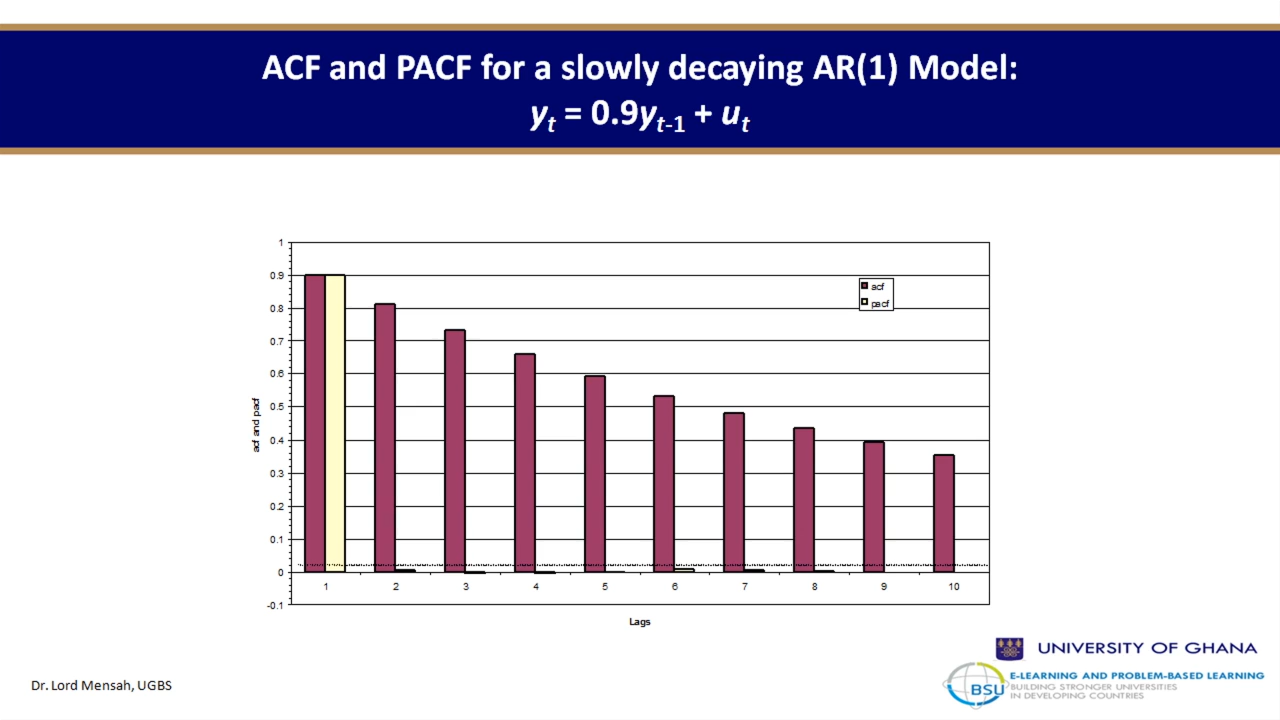 ACF and PACF for a slowly decaying AR(1) Model:
yt = 0.9yt-1 + ut
1
0.9
0.8
0.7
0.6
0.5
0.4
0.3
0.2
0.1
0
-0.1
acf and pacf
acf
pacf
1 2 3 4 5 6 7 8 9 10
Lags
UNIVERSITY OF GHANA
Dr. Lord Mensah, UGBS
BSU
E-LEARNING AND PROBLEM-BASED LEARNING
BUILDING STRONGER UNIVERSITIES
IN DEVELOPING COUNTRIES